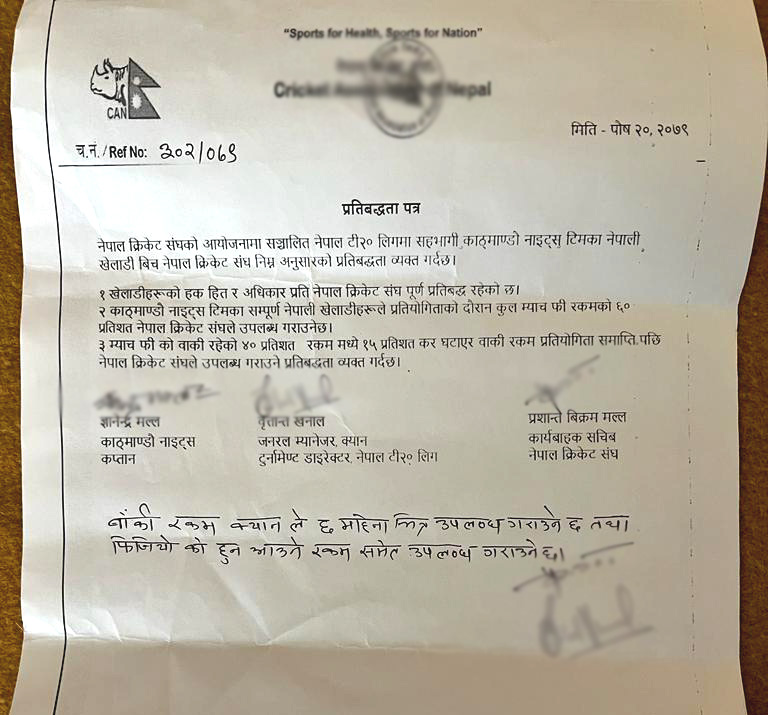 “Sports for Health, Sports for Nation”
Cricket Nepal
CAN
मिति - पौष २०, २०७९
च.नं. / Ref No: ३०२/०६९
प्रतिबद्धता पत्र
नेपाल क्रिकेट संघको आयोजनामा सञ्चालित नेपाल टी२० लिगमा सहभागी काठ्माण्डौ नाइट्स् टिमका नेपाली
खेलाडी बिच नेपाल क्रिकेट संघ निम्न अनुसारको प्रतिबद्धता व्यक्त गर्दछ।
१ खेलाडीहरूको हक हित र अधिकार प्रति नेपाल क्रिकेट संघ पूर्ण प्रतिबद्ध रहेको छ।
२ काठ्माण्डौ नाइट्स टिमका सम्पूर्ण नेपाली खेलाडीहरूले प्रतियोगिताको दौरान कुल म्याच फी रकमको ६०
प्रतिशत नेपाल क्रिकेट संघले उपलब्ध गराउनेछ।
३ म्याच फी को वाकी रहेको ४० प्रतिशत रकम मध्ये १५ प्रतिशत कर घटाएर वाकी रकम प्रतियोगिता समाप्ति पछि
नेपाल क्रिकेट संघले उपलब्ध गराउने प्रतिबद्धता व्यक्त गर्दछ।
ज्ञानेन्द्र मल्ल वृत्तान्त खनाल प्रशान्त बिक्रम मल्ल
काठ्माण्डौ नाइट्स जनरल म्यानेजर, क्यान कार्यबाहक सचिब
कप्तान टुर्नामेण्ट डाइरेक्टर, नेपाल टी२० लिग नेपाल क्रिकेट संघ
बाँकी रकम क्यान ले ६ महिना भित्र उपलब्ध गराउने छ तथा
फिजियो को हुन आउने रकम समेत उपलब्ध गराउने छ।